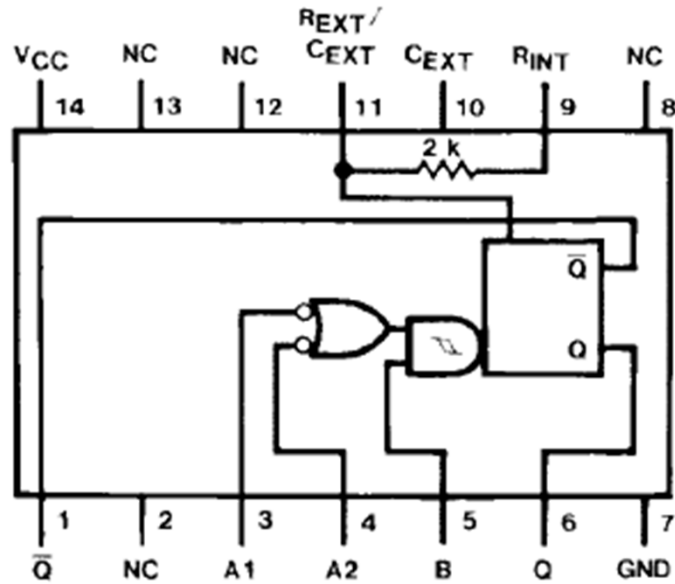 VCC NC NC REXT/
CEXT CEXT RINT NC
14 13 12 11 10 9 8
2 k
Q̅
Q
1 2 3 4 5 6 7
Q̅ NC A1 A2 B Q GND